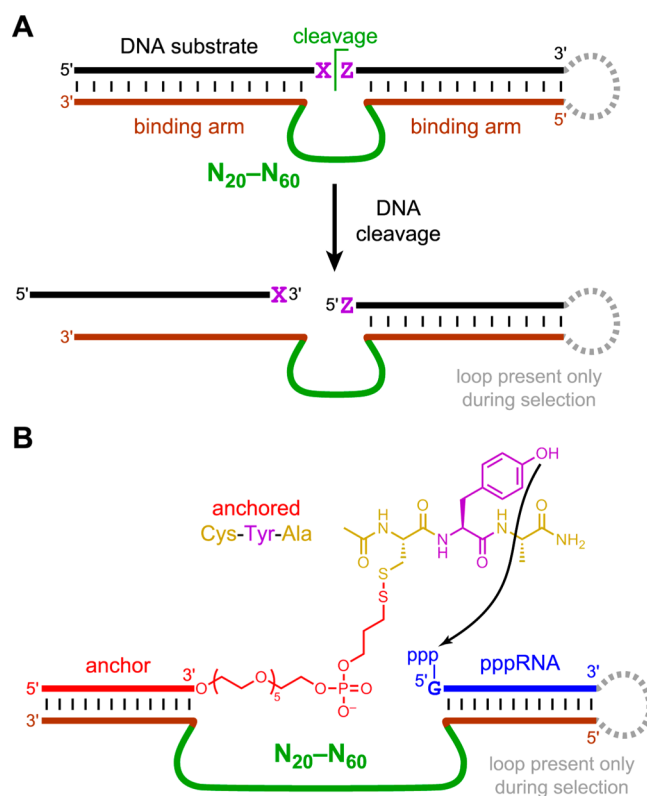 A
DNA substrate
cleavage
5'
X
Z
3'
3'
binding arm
binding arm
5'
N20–N60
DNA
cleavage
5'
X
3'
5'
Z
3'
loop present only
during selection
B
OH
anchored
Cys-Tyr-Ala
H
N
O
H
N
O
O
N
H
O
NH2
S
S
ppp
anchor
3'
O
pppRNA
3'
5'
O
O
5
O
P
O
O–
5'
G
3'
N20–N60
5'
loop present only
during selection